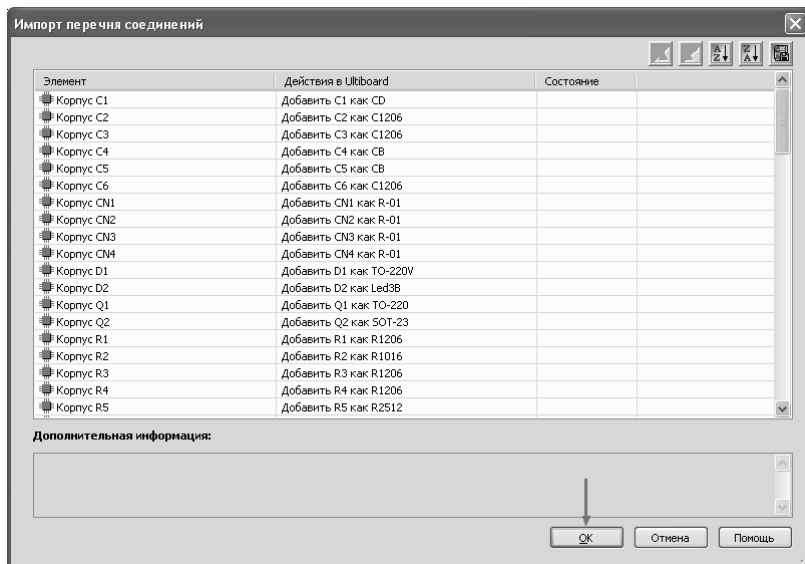 Импорт перечня соединений
Элемент Действия в Ultiboard Состояние
Корпус C1 Добавить C1 как CD
Корпус C2 Добавить C2 как C1206
Корпус C3 Добавить C3 как C1206
Корпус C4 Добавить C4 как CB
Корпус C5 Добавить C5 как CB
Корпус C6 Добавить C6 как C1206
Корпус CN1 Добавить CN1 как R-01
Корпус CN2 Добавить CN2 как R-01
Корпус CN3 Добавить CN3 как R-01
Корпус CN4 Добавить CN4 как R-01
Корпус D1 Добавить D1 как TO-220V
Корпус D2 Добавить D2 как Led3B
Корпус Q1 Добавить Q1 как TO-220
Корпус Q2 Добавить Q2 как SOT-23
Корпус R1 Добавить R1 как R1206
Корпус R2 Добавить R2 как R1016
Корпус R3 Добавить R3 как R1206
Корпус R4 Добавить R4 как R1206
Корпус R5 Добавить R5 как R2512
Дополнительная информация:
OK Отмена Помощь